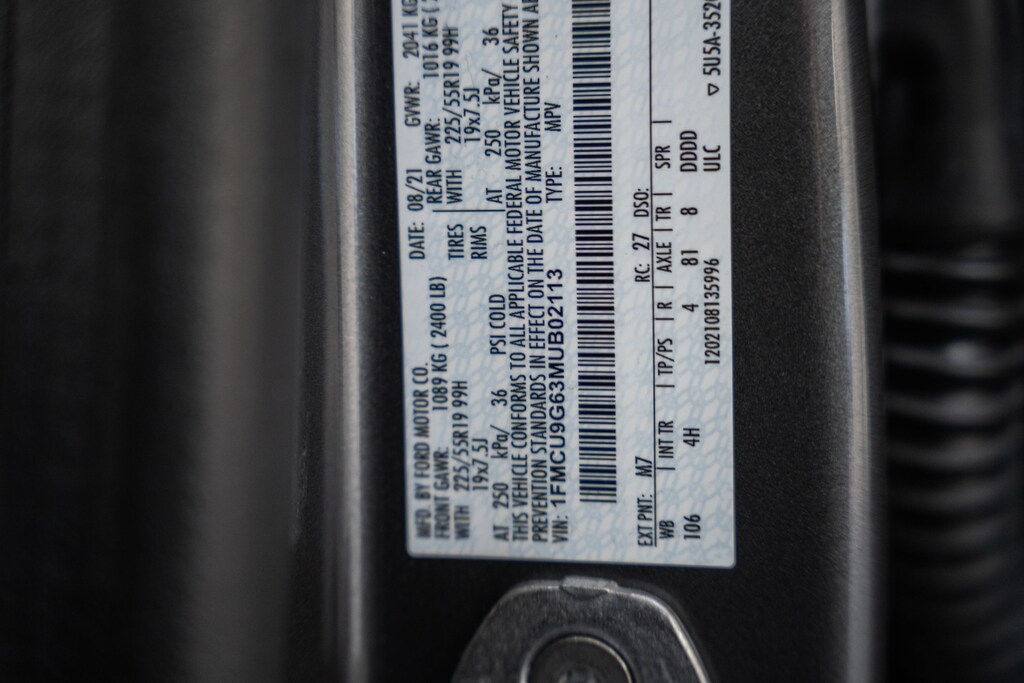 MFD. BY FORD MOTOR CO. DATE: 08/21 GVWR: 2041 KG
FRONT GAWR: 1089 KG ( 2400 LB) REAR GAWR: 1016 KG (
WITH 225/55R19 99H TIRES WITH 225/55R19 99H
19x7.5J RIMS 19x7.5J
AT 250 kPa/ 36 PSI COLD AT 250 kPa/ 36
THIS VEHICLE CONFORMS TO ALL APPLICABLE FEDERAL MOTOR VEHICLE SAFETY
PREVENTION STANDARDS IN EFFECT ON THE DATE OF MANUFACTURE SHOWN
VIN: 1FMCU9G63MUB02113 TYPE: MPV
EXT PNT: M7 RC: 27 DSO:
WB | INT TR | TP/PS | R | AXLE | TR | SPR |
106 4H 4 81 8 DDDD
1202108135996 ULC ▽ 5U5A-3520